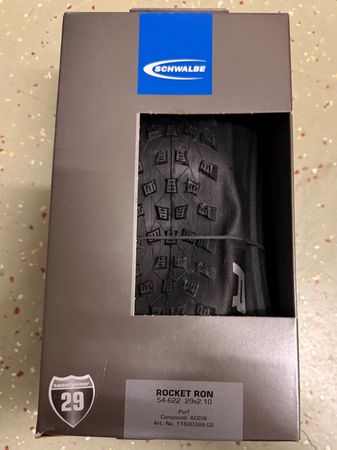 SCHWALBE
twentyniner
29
ROCKET RON
54-622 29x2.10
Perf
Compound: ADDIX
Art.-No. 11600389.02